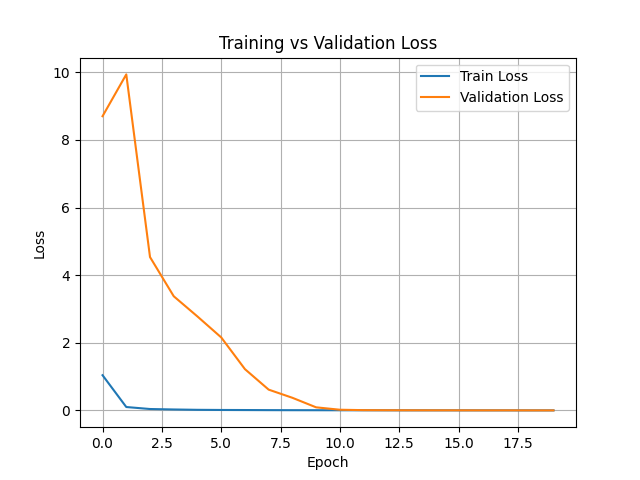 Training vs Validation Loss
Train Loss
Validation Loss
10
8
6
4
2
0
Loss
0.0 2.5 5.0 7.5 10.0 12.5 15.0 17.5
Epoch